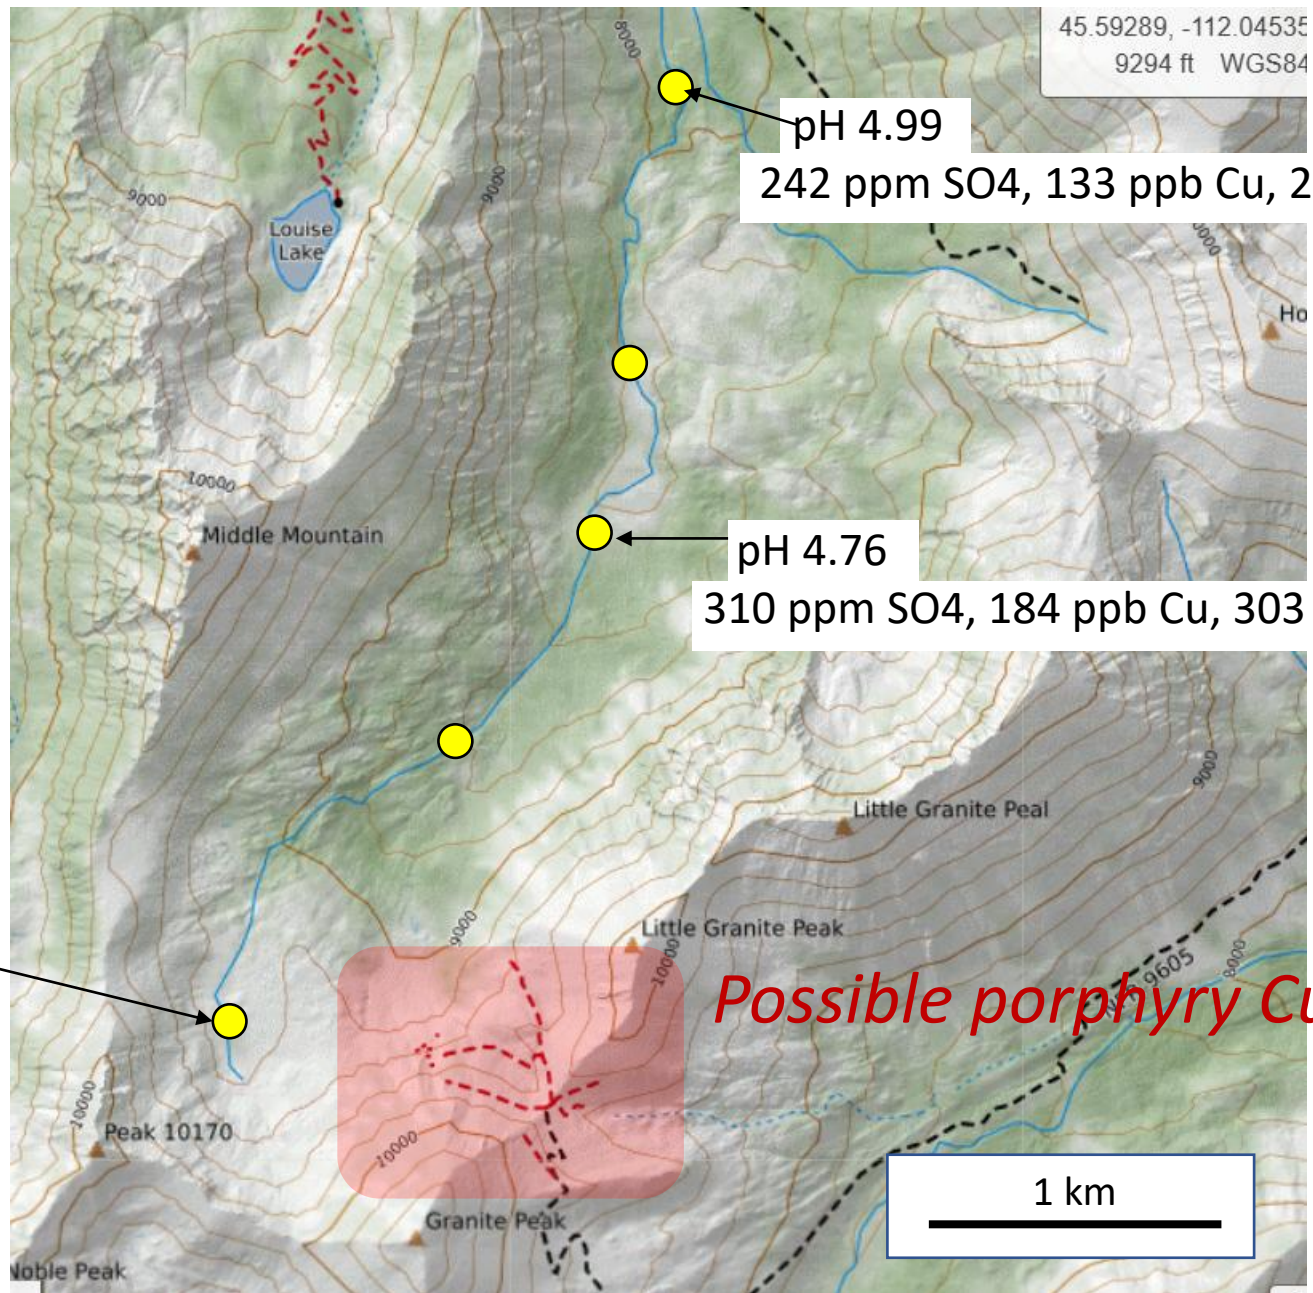 8000
45.59289, -112.04535
9294 ft WGS84
pH 4.99
242 ppm SO4, 133 ppb Cu, 2
9000
9000
Louise
Lake
Ho
10000
Middle Mountain
pH 4.76
310 ppm SO4, 184 ppb Cu, 303
9000
Little Granite Peal
9000
Little Granite Peak
10000
8000
9605
Possible porphyry Cu
10000
Peak 10170
10000
1 km
Granite Peak
Noble Peak